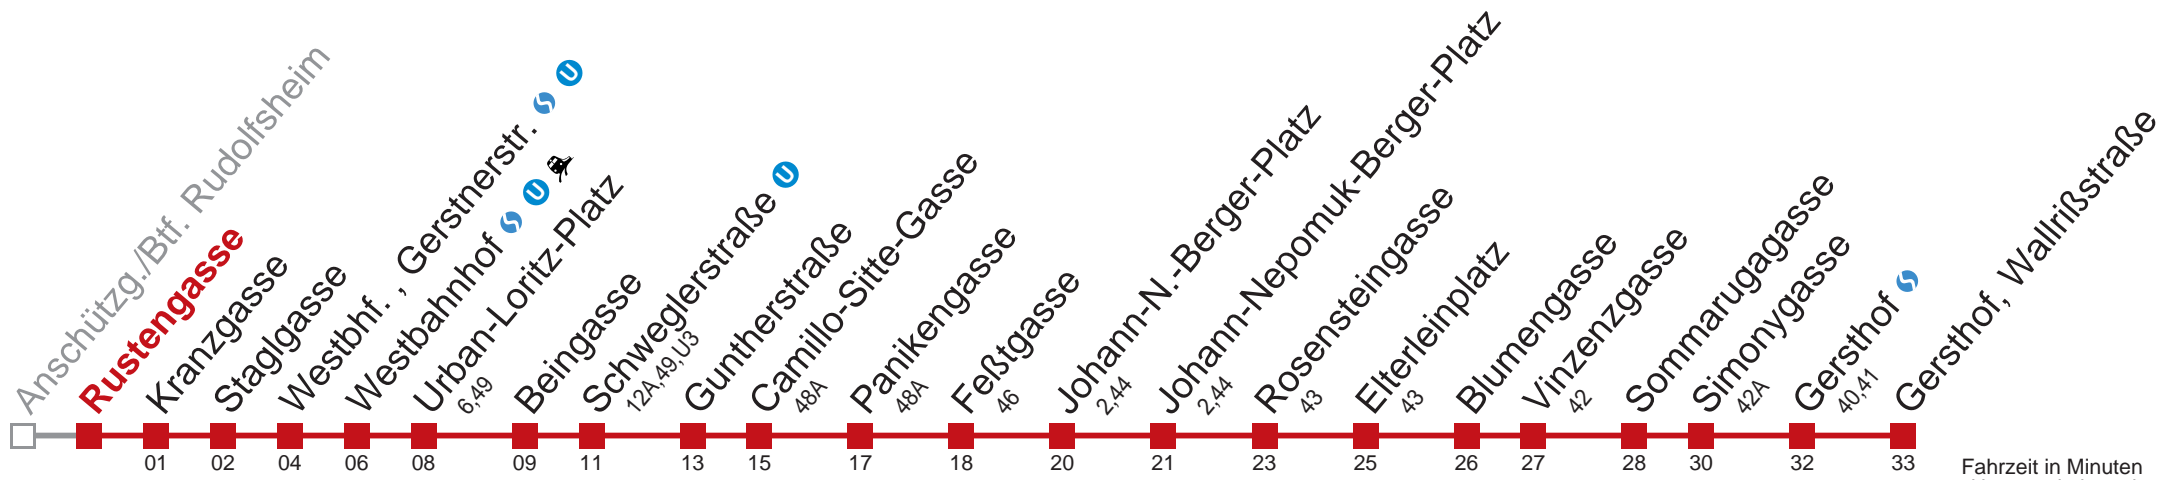 Anschützg./Btf. Rudolfsheim
Rustengasse
Kranzgasse
Staglgasse
Westbhf. , Gerstnerstr. U
Westbahnhof U
Urban-Loritz-Platz
6,49
Beingasse
Schweglerstraße U
12A,49,U3
Guntherstraße
Camillo-Sitte-Gasse
48A
Panikengasse
48A
Feßtgasse
46
Johann-N.-Berger-Platz
2,44
Johann-Nepomuk-Berger-Platz
2,44
Rosensteingasse
43
Elterleinplatz
43
Blumengasse
Vinzenzgasse
42
Sommarugagasse
Simonygasse
42A
Gersthof
40,41
Gersthof, Wallrißstraße
01 02 04 06 08 09 11 13 15 17 18 20 21 23 25 26 27 28 30 32 33
Fahrzeit in Minuten